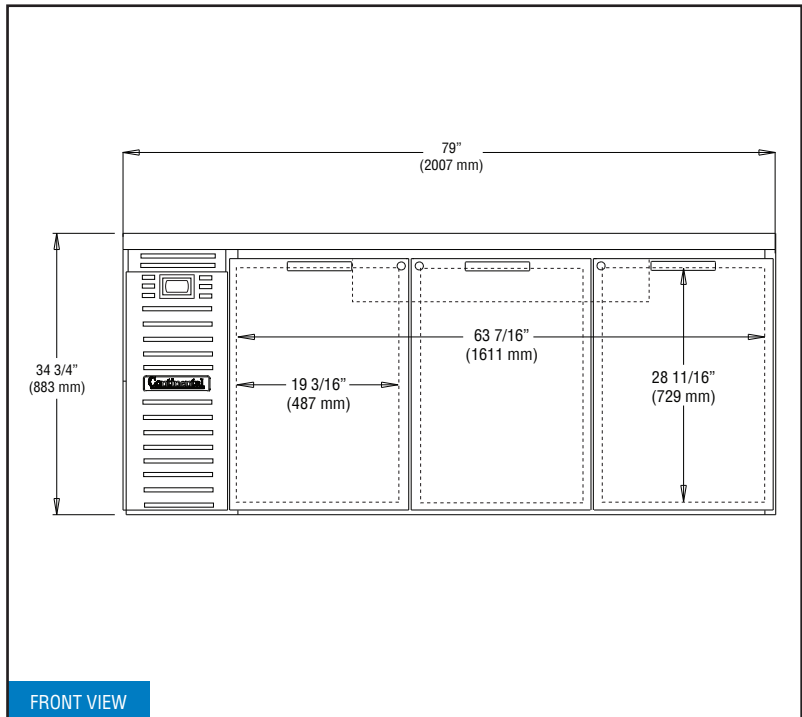 79”
(2007 mm)
34 3/4”
(883 mm)
63 7/16”
(1611 mm)
Continental
19 3/16”
(487 mm)
28 11/16”
(729 mm)
FRONT VIEW